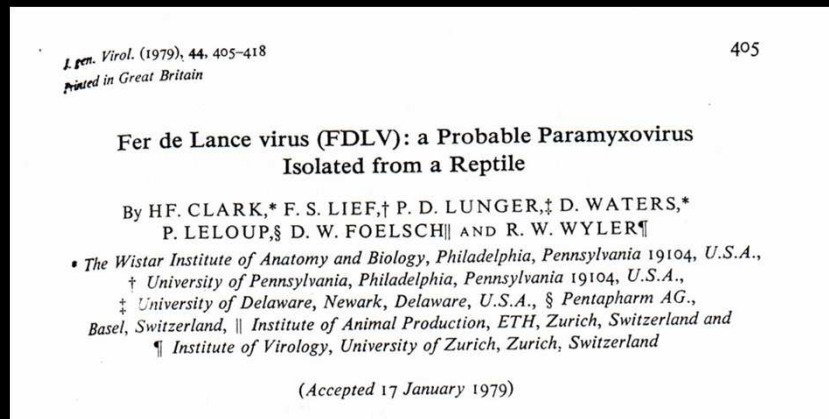 J. gen. Virol. (1979), 44, 405-418
405
Printed in Great Britain
Fer de Lance virus (FDLV): a Probable Paramyxovirus
Isolated from a Reptile
By HF. CLARK,* F. S. LIEF,† P. D. LUNGER,‡ D. WATERS,*
P. LELOUP,§ D. W. FOELSCH‖ AND R. W. WYLER¶
* The Wistar Institute of Anatomy and Biology, Philadelphia, Pennsylvania 19104, U.S.A.,
† University of Pennsylvania, Philadelphia, Pennsylvania 19104, U.S.A.,
‡ University of Delaware, Newark, Delaware, U.S.A., § Pentapharm AG.,
Basel, Switzerland, ‖ Institute of Animal Production, ETH, Zurich, Switzerland and
¶ Institute of Virology, University of Zurich, Zurich, Switzerland
(Accepted 17 January 1979)